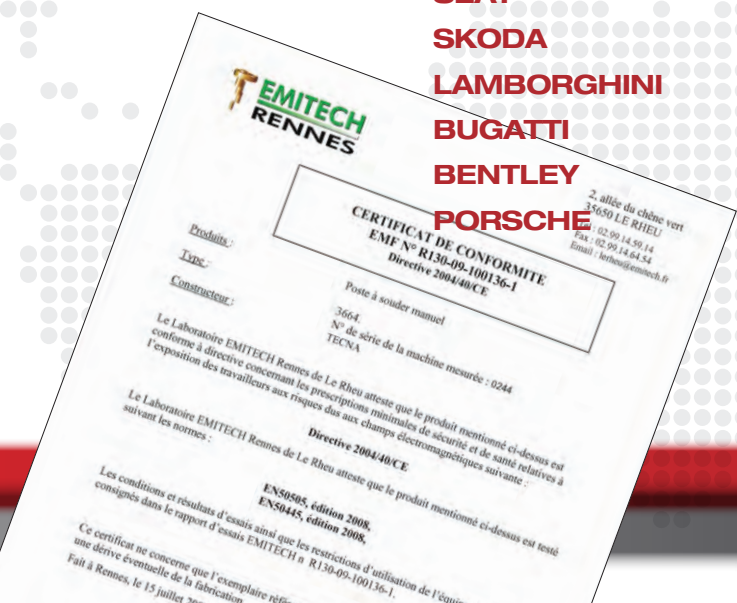 SEAT
SKODA
LAMBORGHINI
BUGATTI
BENTLEY
PORSCHE
EMITECH
RENNES
2, allée du chêne vert
35650 LE RHEU
Tél : 02.99.14.59.14
Fax : 02.99.14.64.54
Email : lerheu@emitech.fr
CERTIFICAT DE CONFORMITE
EMF N° R130-09-100136-1
Directive 2004/40/CE
Produits : Poste à souder manuel
Type : 3664.
N° de série de la machine mesurée : 0244
Constructeur : TECNA
Le Laboratoire EMITECH Rennes de Le Rheu atteste que le produit mentionné ci-dessus est
conforme à directive concernant les prescriptions minimales de sécurité et de santé relatives à
l'exposition des travailleurs aux risques dus aux champs électromagnétiques suivante :
Directive 2004/40/CE
Le Laboratoire EMITECH Rennes de Le Rheu atteste que le produit mentionné ci-dessus est testé
suivant les normes :
EN50505, édition 2008,
EN50445, édition 2008,
Les conditions et résultats d'essais ainsi que les restrictions d'utilisation de l'équi
consignés dans le rapport d'essais EMITECH n R130-09-100136-1.
Ce certificat ne concerne que l'exemplaire réf
une dérive éventuelle de la fabrication
Fait à Rennes, le 15 juillet